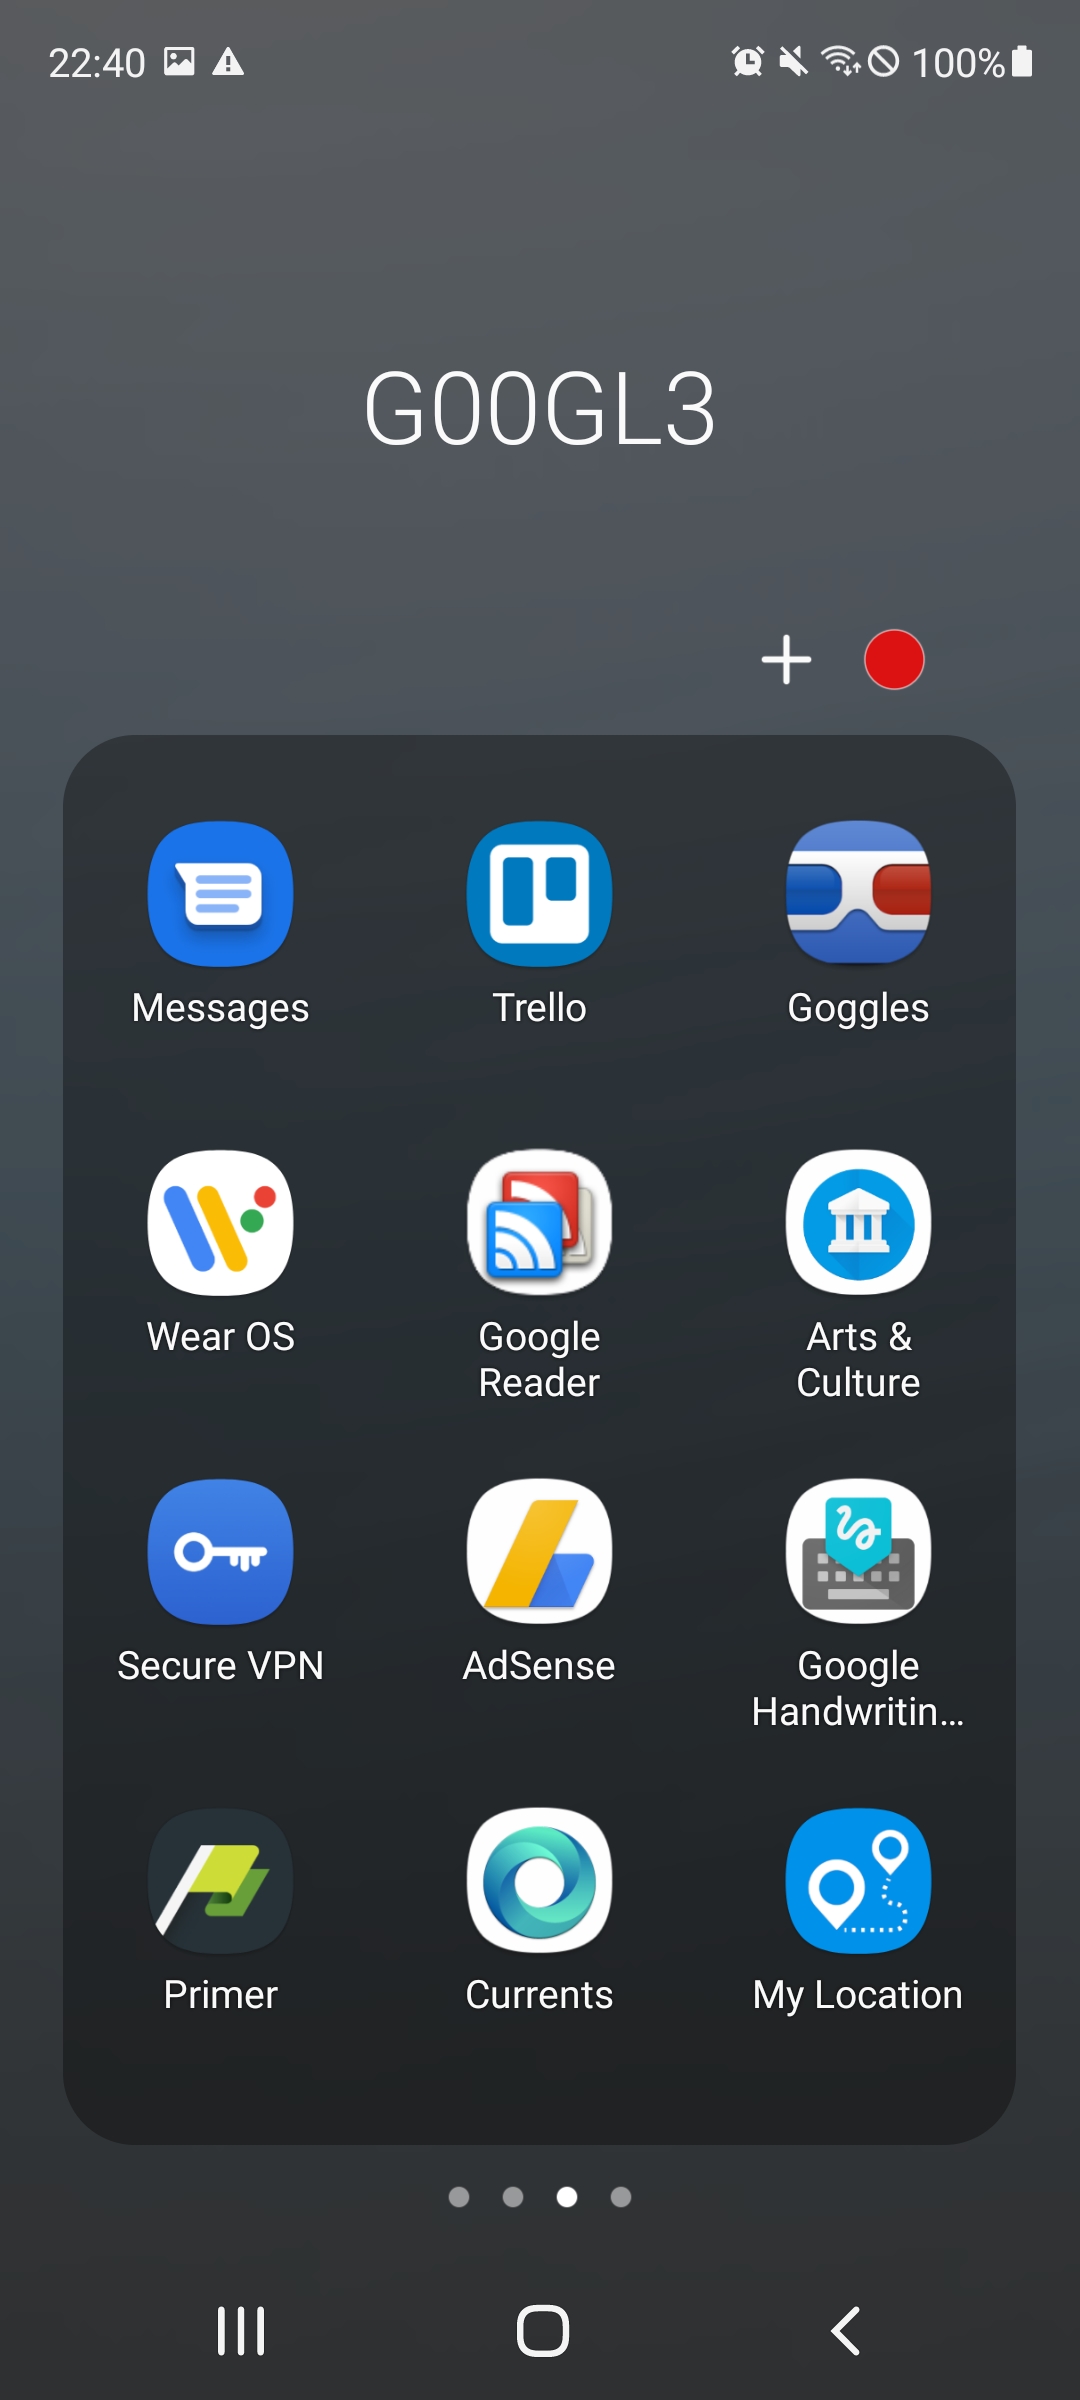 22:40
100%
G00GL3
Messages
Trello
Goggles
Wear OS
Google
Reader
Arts &
Culture
Secure VPN
AdSense
Google
Handwritin...
Primer
Currents
My Location